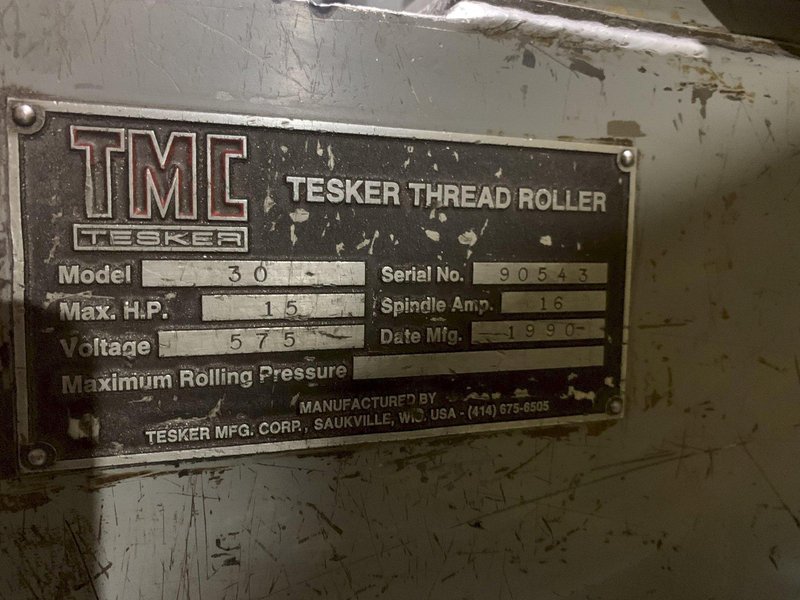 TMC
TESKER
TESKER THREAD ROLLER
Model 30 Serial No. 90543
Max. H.P. 15 Spindle Amp. 16
Voltage 575 Date Mfg. 1990
Maximum Rolling Pressure
MANUFACTURED BY
TESKER MFG. CORP., SAUKVILLE, WIS. USA - (414) 675-6505